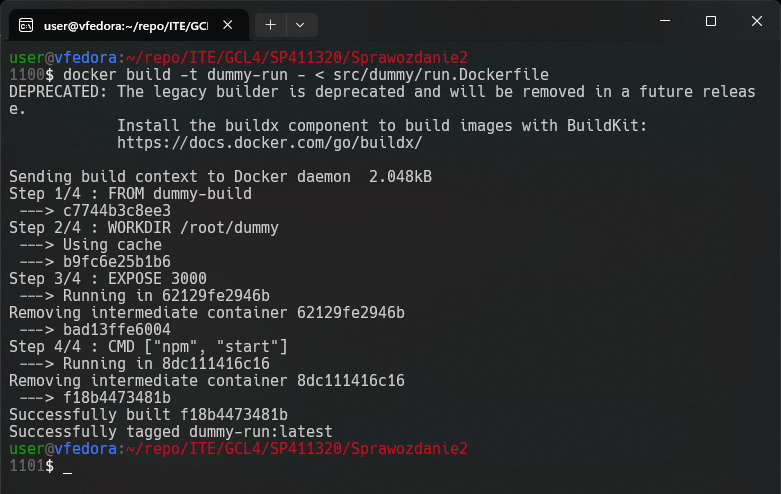 user@vfedora:~/repo/ITE/GCl
user@vfedora:~/repo/ITE/GCL4/SP411320/Sprawozdanie2
1100$ docker build -t dummy-run - < src/dummy/run.Dockerfile
DEPRECATED: The legacy builder is deprecated and will be removed in a future releas
e.
            Install the buildx component to build images with BuildKit:
            https://docs.docker.com/go/buildx/

Sending build context to Docker daemon  2.048kB
Step 1/4 : FROM dummy-build
 ---> c7744b3c8ee3
Step 2/4 : WORKDIR /root/dummy
 ---> Using cache
 ---> b9fc6e25b1b6
Step 3/4 : EXPOSE 3000
 ---> Running in 62129fe2946b
Removing intermediate container 62129fe2946b
 ---> bad13ffe6004
Step 4/4 : CMD ["npm", "start"]
 ---> Running in 8dc111416c16
Removing intermediate container 8dc111416c16
 ---> f18b4473481b
Successfully built f18b4473481b
Successfully tagged dummy-run:latest
user@vfedora:~/repo/ITE/GCL4/SP411320/Sprawozdanie2
1101$ _